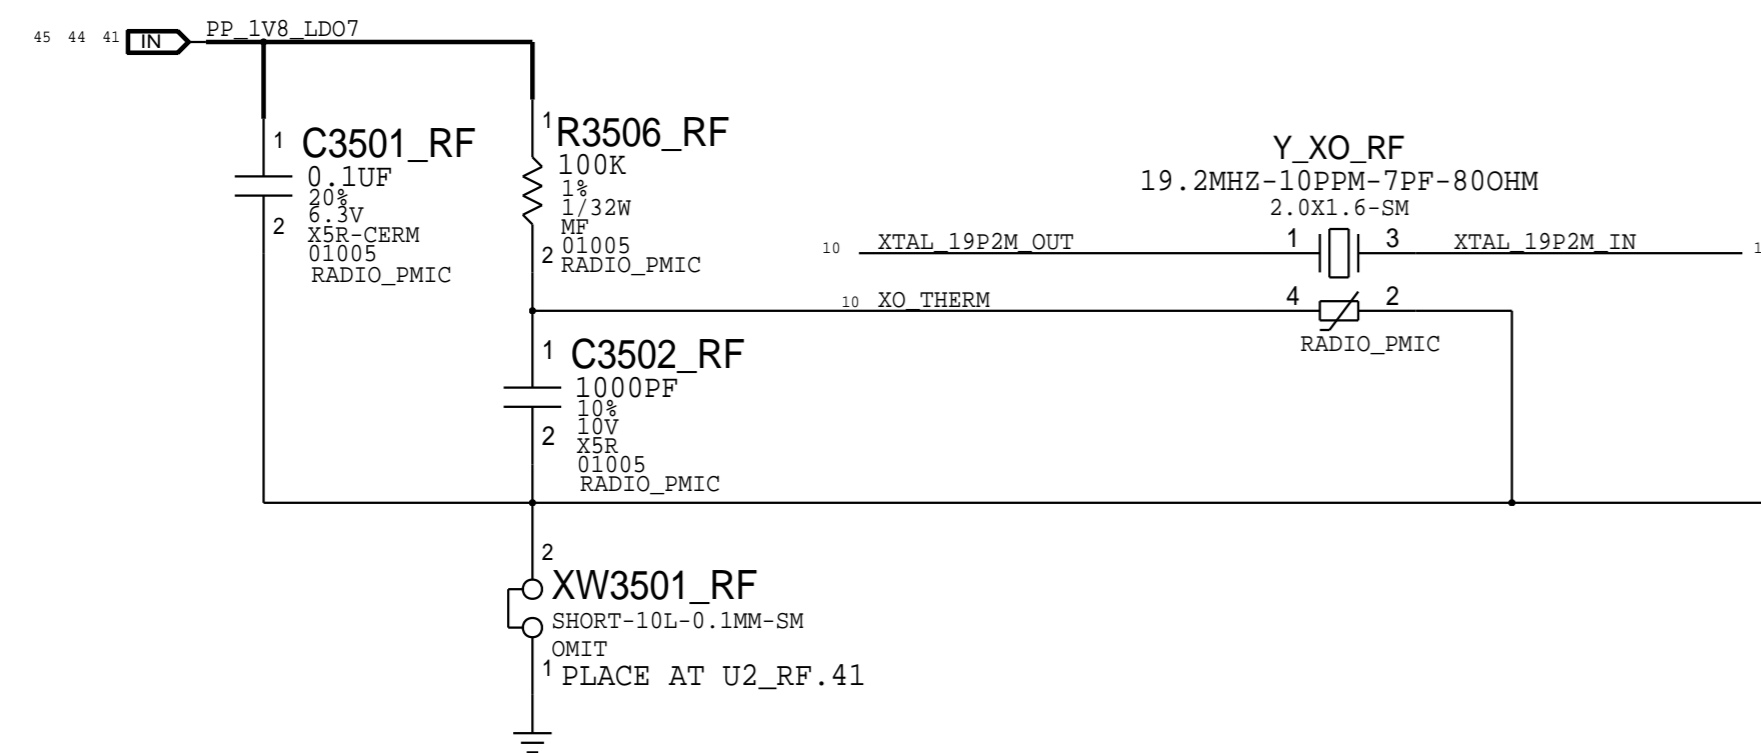 45 44 41 IN PP_1V8_LDO7
1 C3501_RF
0.1UF
20%
6.3V
2 X5R-CERM
01005
RADIO_PMIC
1 R3506_RF
100K
1%
1/32W
MF
2 01005
RADIO_PMIC
Y_XO_RF
19.2MHZ-10PPM-7PF-80OHM
2.0X1.6-SM
10 XTAL_19P2M_OUT 1 3 XTAL_19P2M_IN 1
10 XO_THERM 4 2
RADIO_PMIC
1 C3502_RF
1000PF
10%
10V
2 X5R
01005
RADIO_PMIC
2
XW3501_RF
SHORT-10L-0.1MM-SM
OMIT
1 PLACE AT U2_RF.41